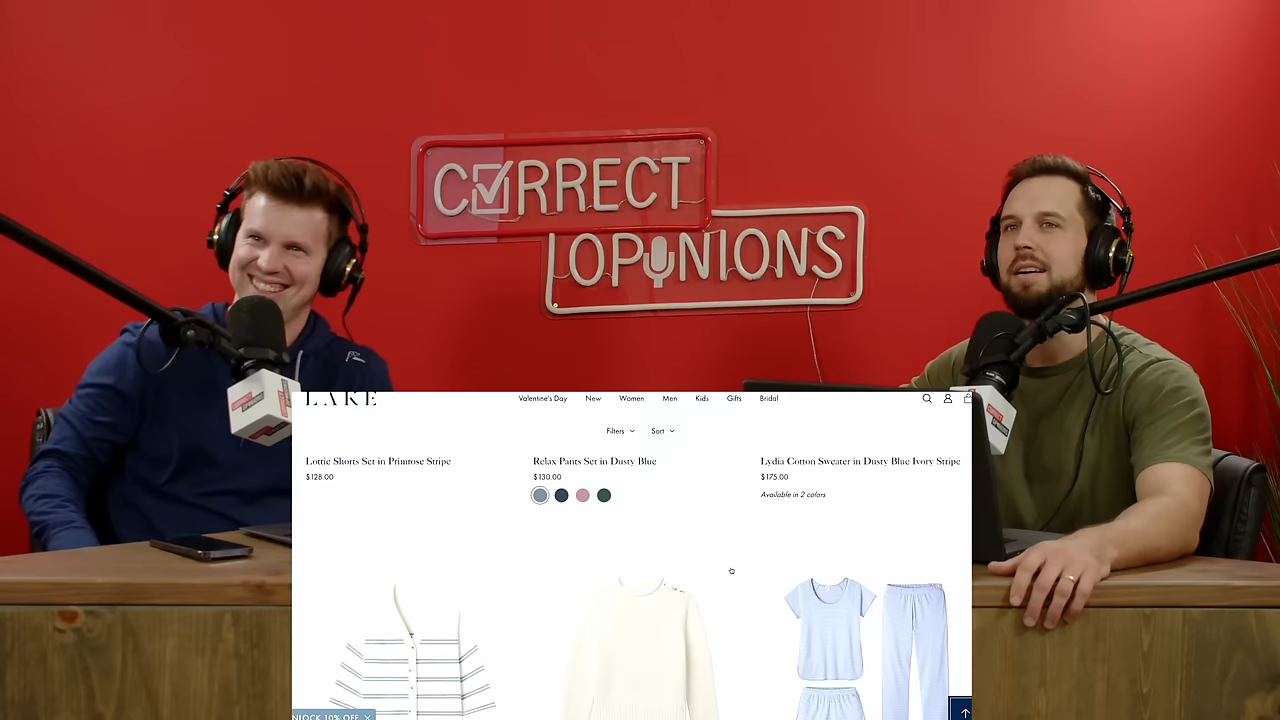 CORRECT
OPINIONS
LAKE
Valentine's Day New Women Men Kids Gifts Bridal
Filters Sort
Lottie Shorts Set in Primrose Stripe
$128.00
Relax Pants Set in Dusty Blue
$130.00
Lydia Cotton Sweater in Dusty Blue Ivory Stripe
$175.00
Available in 2 colors
NLOCK 10% OFF